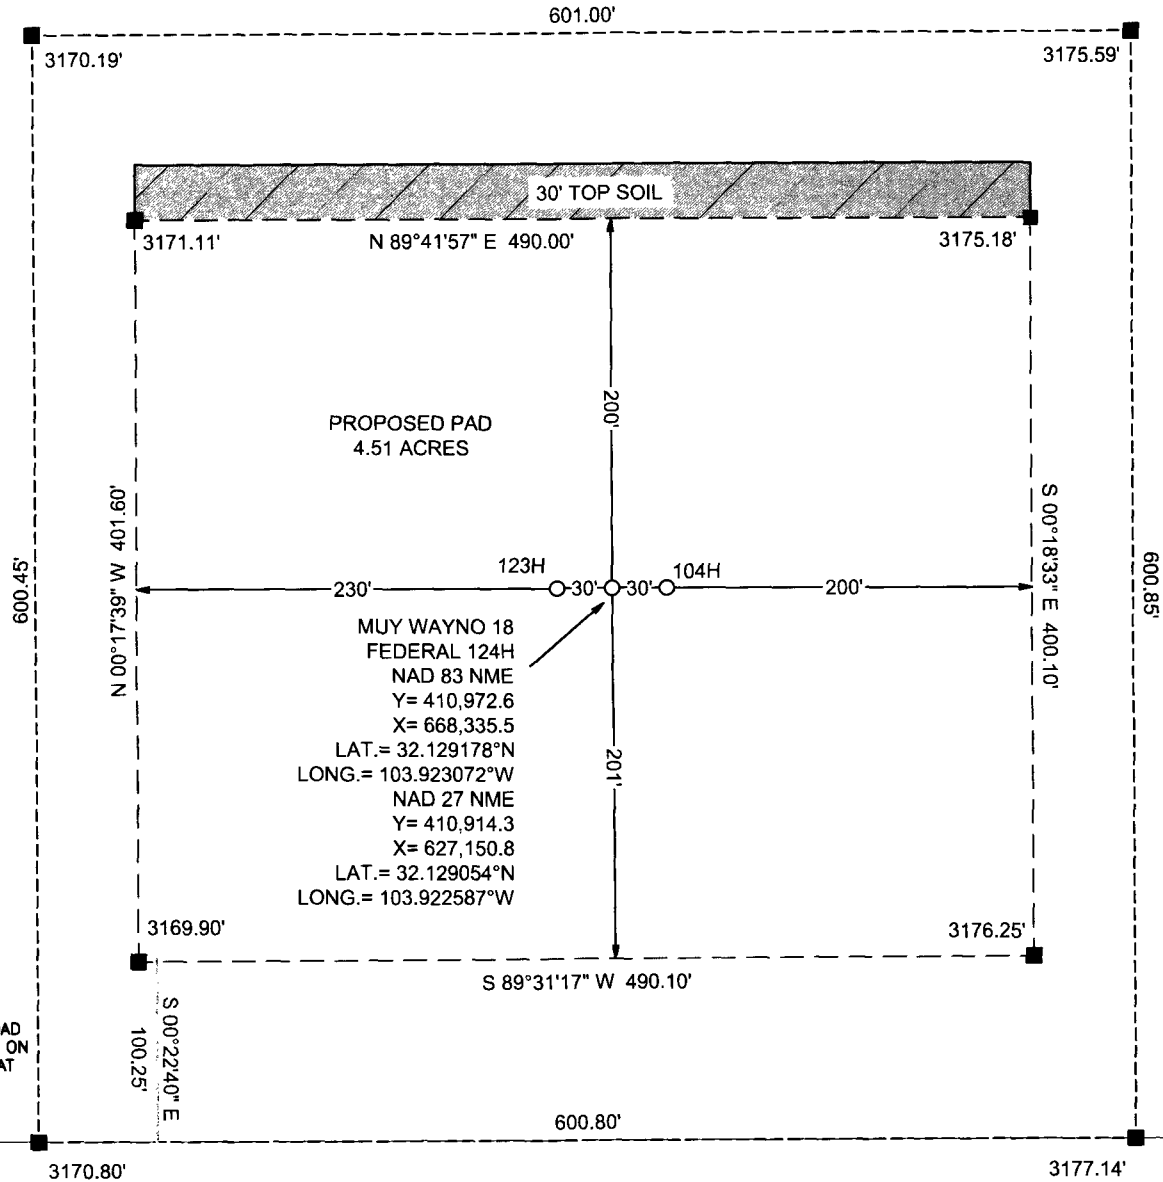 601.00'
3170.19'
3175.59'
30' TOP SOIL
3171.11'
N 89°41'57" E 490.00'
3175.18'
200'
PROPOSED PAD
4.51 ACRES
N 00°17'39" W 401.60'
S 00°18'33" E 400.10'
600.45'
600.85'
123H
104H
230'
30'
30'
200'
MUY WAYNO 18
FEDERAL 124H
NAD 83 NME
Y= 410,972.6
X= 668,335.5
LAT.= 32.129178°N
LONG.= 103.923072°W
NAD 27 NME
Y= 410,914.3
X= 627,150.8
LAT.= 32.129054°N
LONG.= 103.922587°W
201'
3169.90'
3176.25'
S 89°31'17" W 490.10'
AD
ON
AT
S 00°22'40" E
100.25'
600.80'
3170.80'
3177.14'